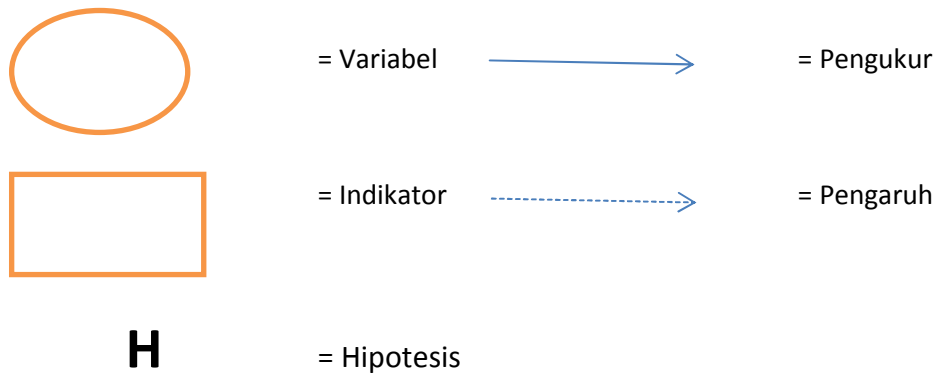 = Variabel = Pengukur
= Indikator = Pengaruh
H = Hipotesis